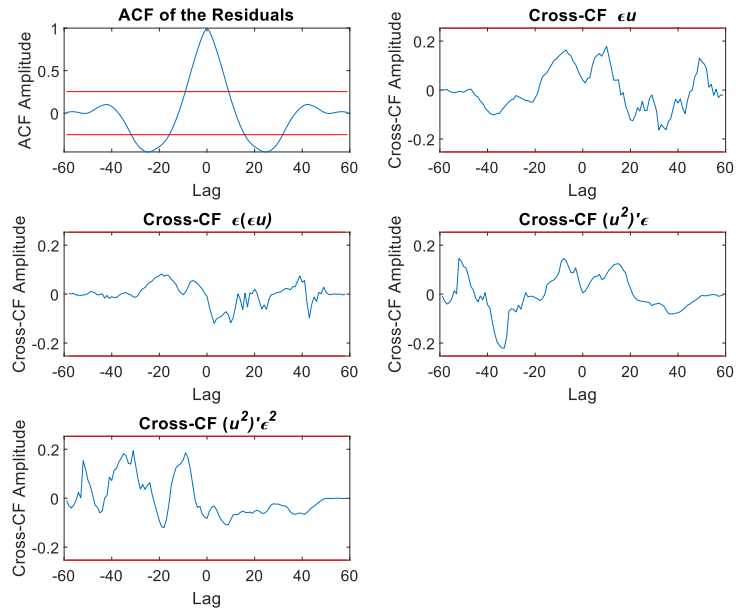 ACF of the Residuals
ACF Amplitude
1
0.5
0
-60 -40 -20 0 20 40 60
Lag
Cross-CF ϵu
Cross-CF Amplitude
0.2
0
-0.2
-60 -40 -20 0 20 40 60
Lag
Cross-CF ϵ(ϵu)
Cross-CF Amplitude
0.2
0
-0.2
-60 -40 -20 0 20 40 60
Lag
Cross-CF (u²)'ϵ
Cross-CF Amplitude
0.2
0
-0.2
-60 -40 -20 0 20 40 60
Lag
Cross-CF (u²)'ϵ²
Cross-CF Amplitude
0.2
0
-0.2
-60 -40 -20 0 20 40 60
Lag